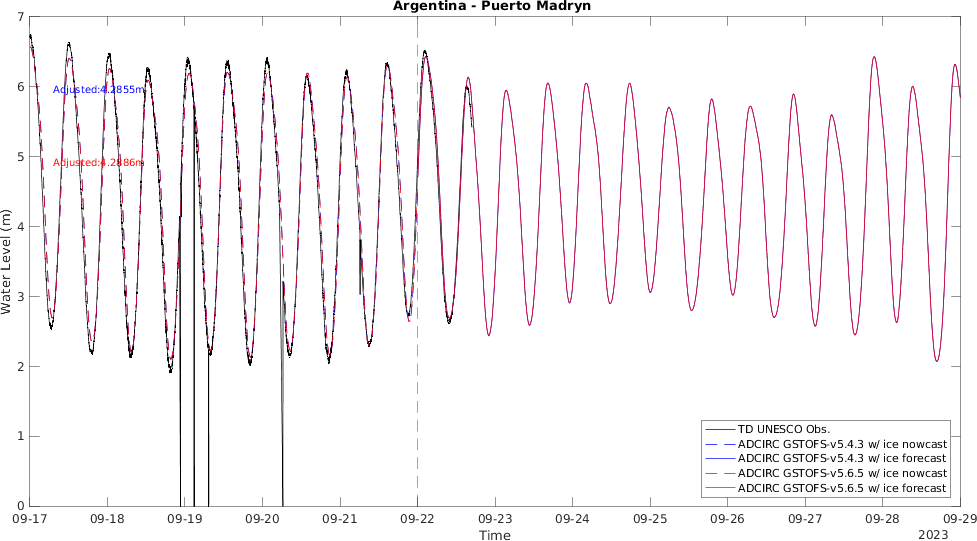 Argentina - Puerto Madryn
7
6
5
4
3
2
1
0
Water Level (m)
Adjusted:4.2855m
Adjusted:4.2886m
TD UNESCO Obs.
ADCIRC GSTOFS-v5.4.3 w/ ice nowcast
ADCIRC GSTOFS-v5.4.3 w/ ice forecast
ADCIRC GSTOFS-v5.6.5 w/ ice nowcast
ADCIRC GSTOFS-v5.6.5 w/ ice forecast
09-17 09-18 09-19 09-20 09-21 09-22 09-23 09-24 09-25 09-26 09-27 09-28 09-29
Time
2023